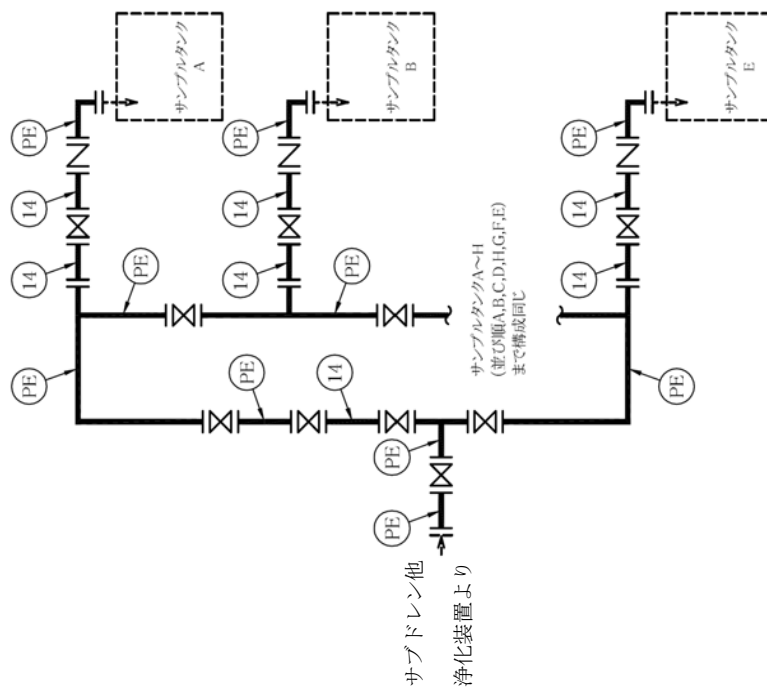 PE
14
14
サンプルタンク
A
PE
PE
14
14
サンプルタンク
B
PE
PE
PE
14
サンプルタンクA～H
(並び順A,B,C,D,H,G,F,E)
まで構成同じ
PE
PE
サブドレン他
浄化装置より
PE
14
14
サンプルタンク
E
PE